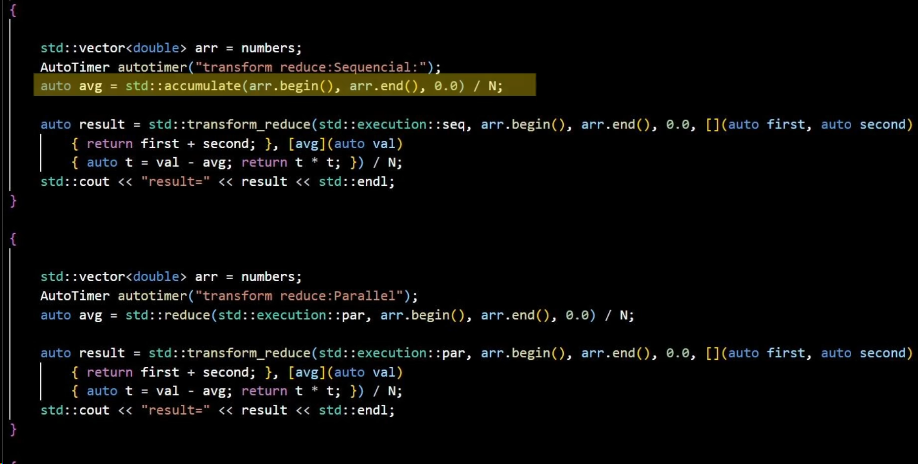 {
std::vector<double> arr = numbers;
AutoTimer autotimer("transform reduce:Sequencial:");
auto avg = std::accumulate(arr.begin(), arr.end(), 0.0) / N;
auto result = std::transform_reduce(std::execution::seq, arr.begin(), arr.end(), 0.0, [](auto first, auto second)
{ return first + second; }, [avg](auto val)
{ auto t = val - avg; return t * t; }) / N;
std::cout << "result=" << result << std::endl;
}
{
std::vector<double> arr = numbers;
AutoTimer autotimer("transform reduce:Parallel");
auto avg = std::reduce(std::execution::par, arr.begin(), arr.end(), 0.0) / N;
auto result = std::transform_reduce(std::execution::par, arr.begin(), arr.end(), 0.0, [](auto first, auto second)
{ return first + second; }, [avg](auto val)
{ auto t = val - avg; return t * t; }) / N;
std::cout << "result=" << result << std::endl;
}
{